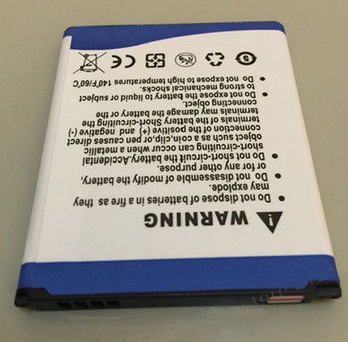 WARNING
Do not dispose of batteries in a fire as they
may explode.
Do not disassemble of modify the battery,
or for any other purpose.
Do not short-circuit the battery.Accidental
short-circuiting can occur when a metallic
object such as a coin,clip,or pen causes direct
connection of the positive (+) and negative (-)
terminals of the battery Short-circuiting the
terminals may damage the battery or the
connecting object.
Do not expose the battery to liquid or subject
to strong mechanical shocks.
Do not expose to high temperatures 140°F/60°C
CE